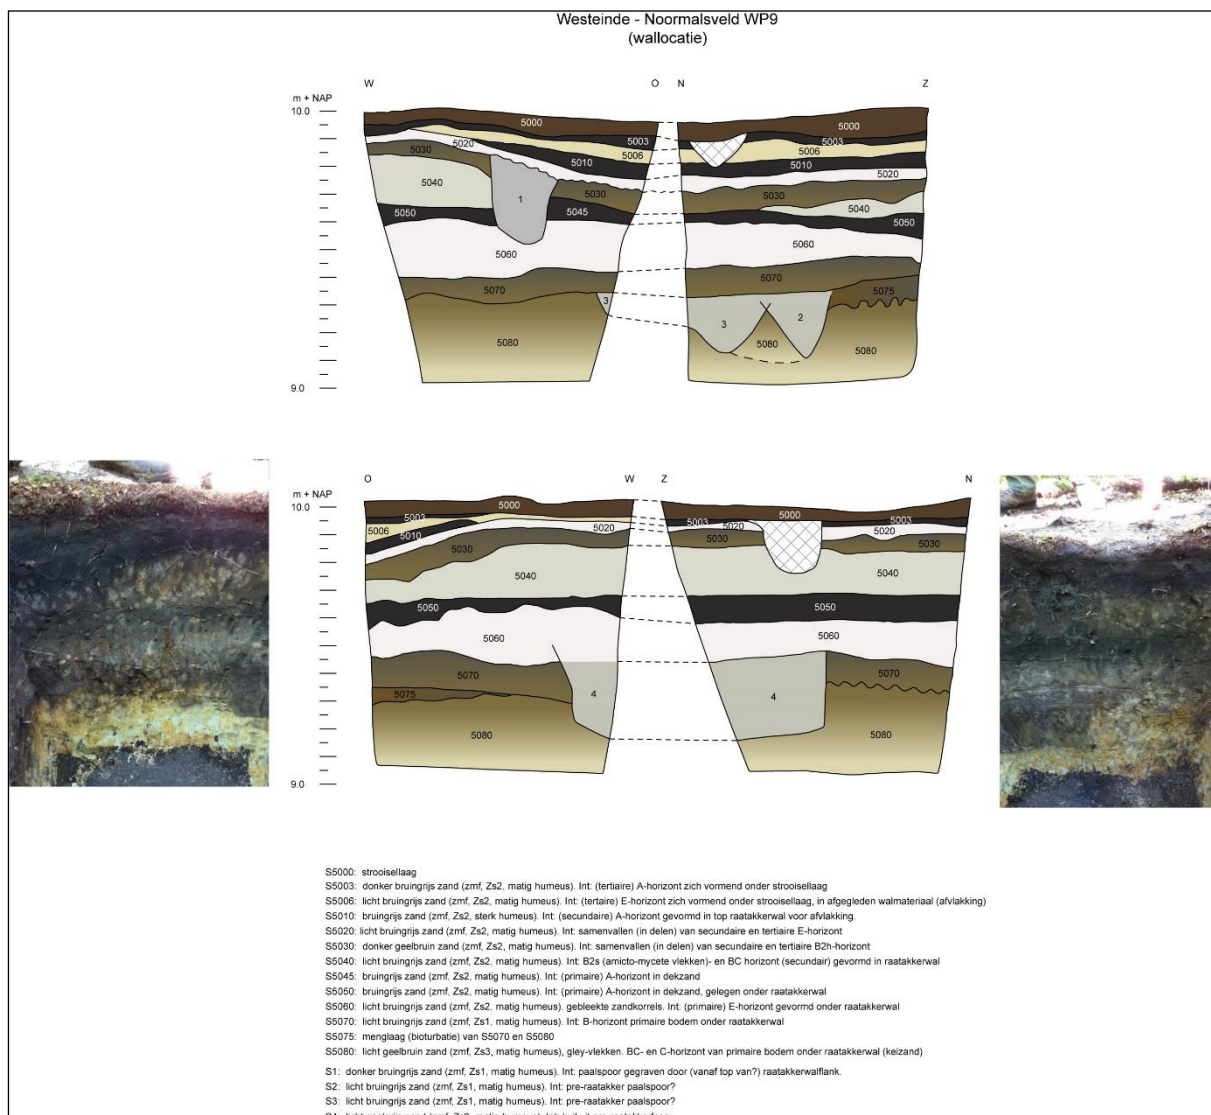 Westeinde - Noormalsveld WP9
(wallocatie)
W O N Z
m + NAP
10.0
5000 5000
5003 5003
5006 5006
5020 5010
5010 5020
5030 5030
5040 5030 5040
1
5050 5045 5050
5060 5060
5070 5070
5075
3 3 2
5080 5080 5080
9.0
O W Z N
m + NAP
10.0
5000 5000
5003 5003 5003
5006 5020 5020 5020
5010
5030 5030 5030
5040 5040
5050 5050
5060 5060
5070 5070
5075 4 4
5080 5080
9.0
S5000: strooisellaag
S5003: donker bruingrijs zand (zmf, Zs2, matig humeus). Int: (tertiaire) A-horizont zich vormend onder strooisellaag
S5006: licht bruingrijs zand (zmf, Zs2, matig humeus). Int: (tertaire) E-horizont zich vormend onder strooisellaag, in afgegleden walmateriaal (afvlakking)
S5010: bruingrijs zand (zmf, Zs2, sterk humeus). Int: (secundaire) A-horizont gevormd in top raatakkerwal voor afvlakking.
S5020: licht bruingrijs zand (zmf, Zs2, matig humeus). Int: samenvallen (in delen) van secundaire en tertiaire E-horizont
S5030: donker geelbruin zand (zmf, Zs2, matig humeus). Int: samenvallen (in delen) van secundaire en tertiaire B2h-horizont
S5040: licht bruingrijs zand (zmf, Zs2, matig humeus). Int: B2s (amicto-mycete vlekken)- en BC horizont (secundair) gevormd in raatakkerwal
S5045: bruingrijs zand (zmf, Zs2, matig humeus). Int: (primaire) A-horizont in dekzand
S5050: bruingrijs zand (zmf, Zs2, matig humeus). Int: (primaire) A-horizont in dekzand, gelegen onder raatakkerwal
S5060: licht bruingrijs zand (zmf, Zs2, matig humeus), gebleekte zandkorrels. Int: (primaire) E-horizont gevormd onder raatakkerwal
S5070: licht bruingrijs zand (zmf, Zs1, matig humeus). Int: B-horizont primaire bodem onder raatakkerwal
S5075: menglaag (bioturbatie) van S5070 en S5080
S5080: licht geelbruin zand (zmf, Zs3, matig humeus), gley-vlekken. BC- en C-horizont van primaire bodem onder raatakkerwal (keizand)
S1: donker bruingrijs zand (zmf, Zs1, matig humeus). Int: paalspoor gegraven door (vanaf top van?) raatakkerwalflank.
S2: licht bruingrijs zand (zmf, Zs1, matig humeus). Int: pre-raatakker paalspoor?
S3: licht bruingrijs zand (zmf, Zs1, matig humeus). Int: pre-raatakker paalspoor?